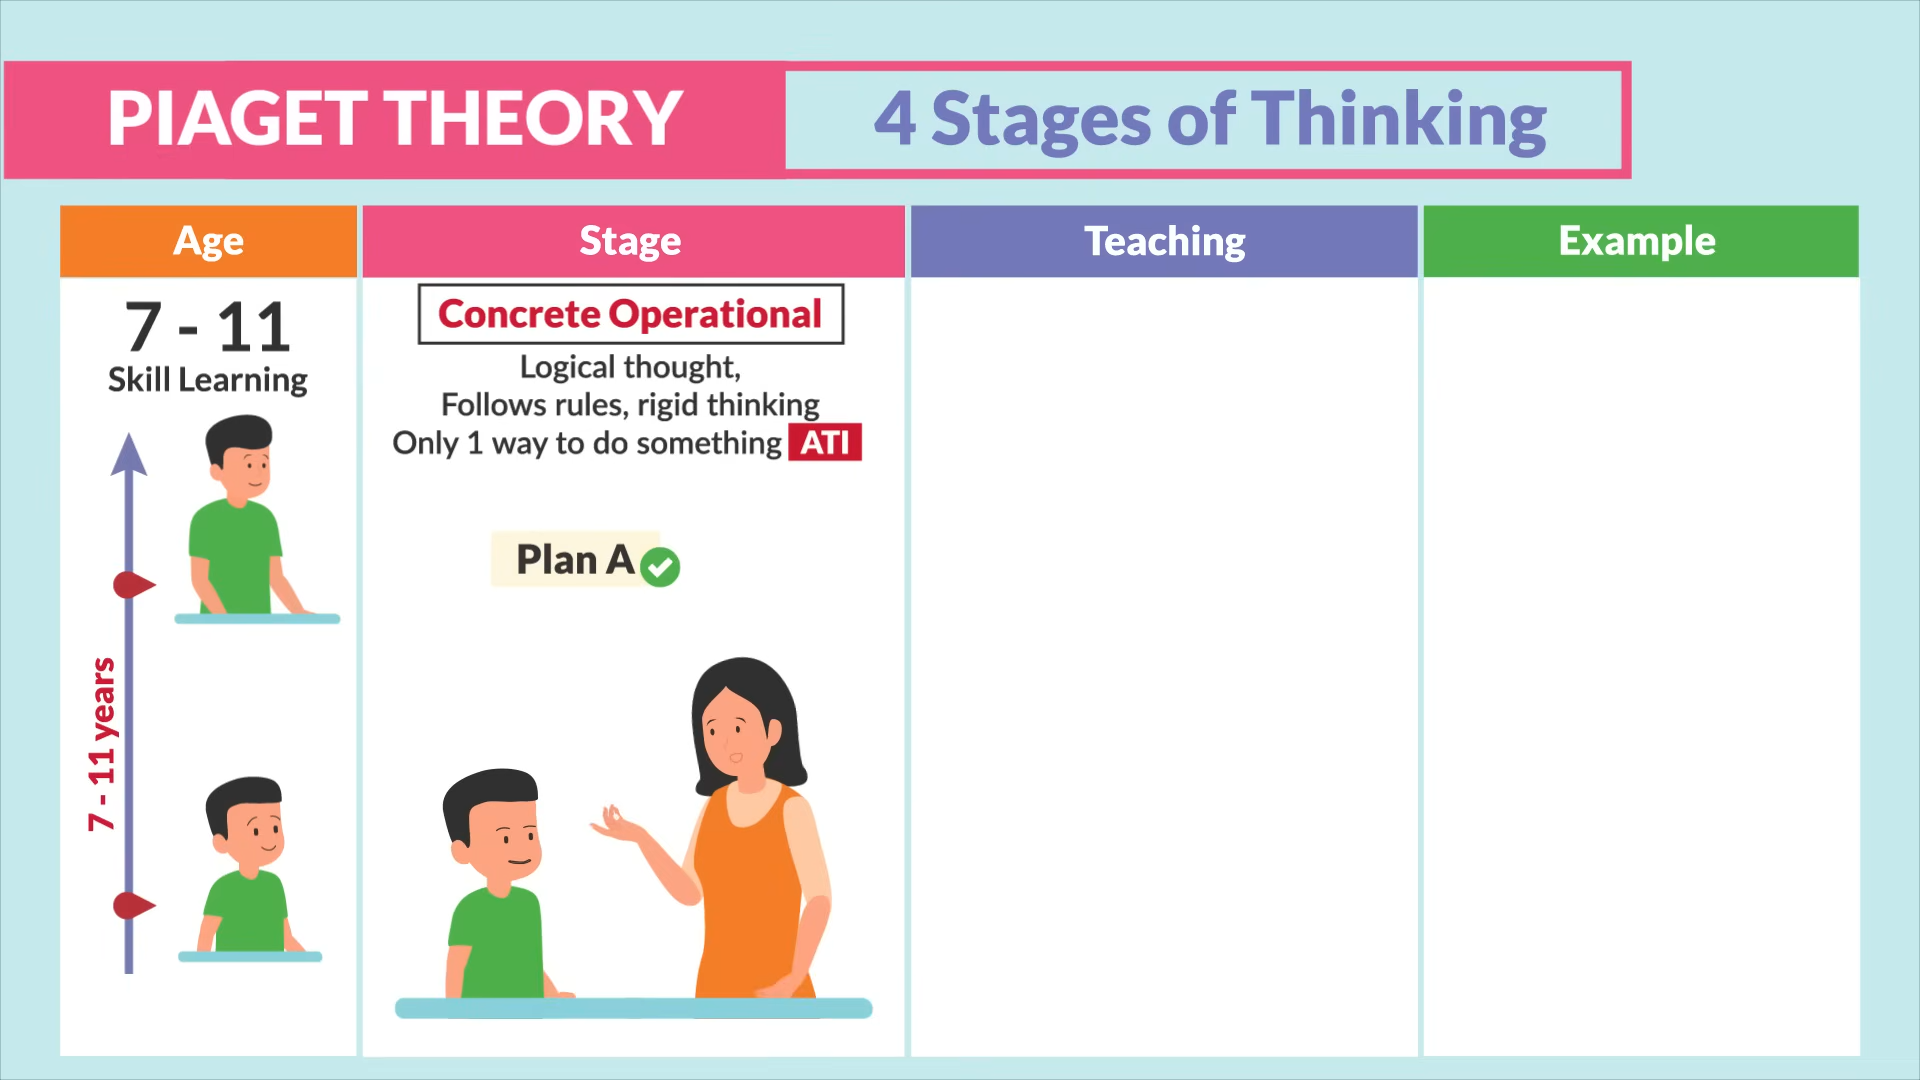 PIAGET THEORY
4 Stages of Thinking
Age
Stage
Teaching
Example
7 - 11
Skill Learning
7 - 11 years
Concrete Operational
Logical thought,
Follows rules, rigid thinking
Only 1 way to do something ATI
Plan A